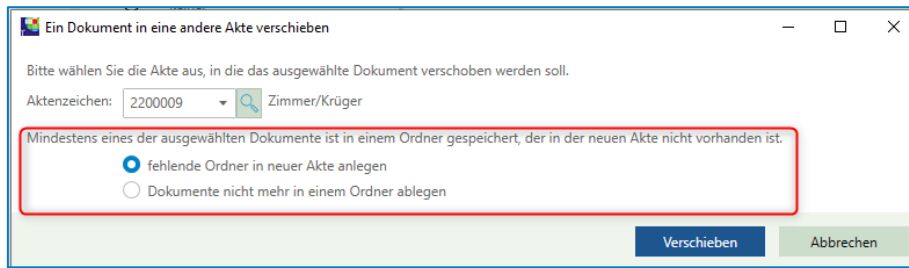 Ein Dokument in eine andere Akte verschieben
Bitte wählen Sie die Akte aus, in die das ausgewählte Dokument verschoben werden soll.
Aktenzeichen: 2200009 Zimmer/Krüger
Mindestens eines der ausgewählten Dokumente ist in einem Ordner gespeichert, der in der neuen Akte nicht vorhanden ist.
fehlende Ordner in neuer Akte anlegen
Dokumente nicht mehr in einem Ordner ablegen
Verschieben Abbrechen